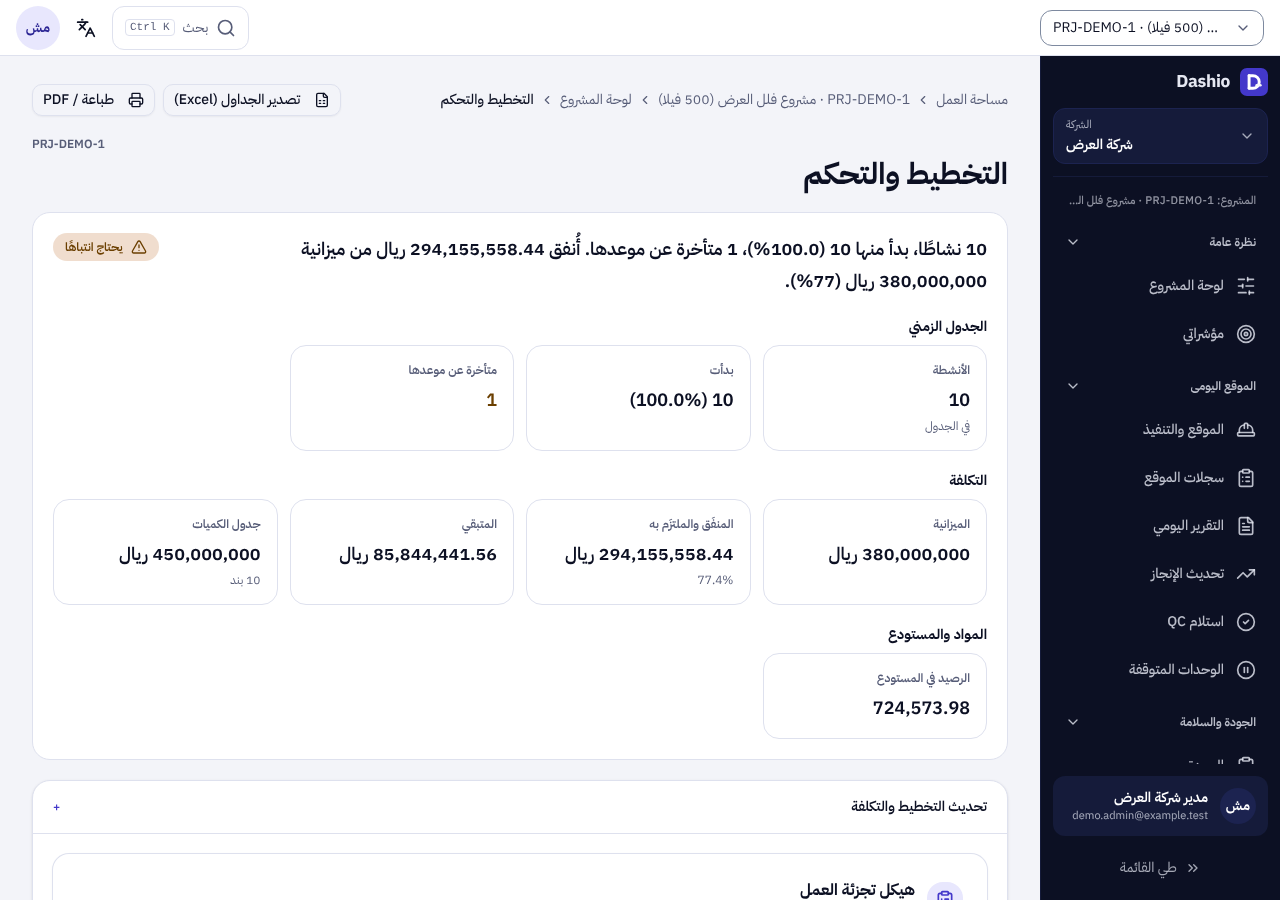 PRJ-DEMO-1 · (500 فيلا) ...
بحث Ctrl K
مش
Dashio
الشركة
شركة العرض
المشروع: PRJ-DEMO-1 · مشروع فلل الـ...
نظرة عامة
لوحة المشروع
مؤشراتي
الموقع اليومي
الموقع والتنفيذ
سجلات الموقع
التقرير اليومي
تحديث الإنجاز
استلام QC
الوحدات المتوقفة
الجودة والسلامة
مش
مدير شركة العرض
demo.admin@example.test
طي القائمة
مساحة العمل › PRJ-DEMO-1 · مشروع فلل العرض (500 فيلا) › لوحة المشروع › التخطيط والتحكم
تصدير الجداول (Excel)
طباعة / PDF
PRJ-DEMO-1
التخطيط والتحكم
10 نشاطًا، بدأ منها 10 (100.0%)، 1 متأخرة عن موعدها. أُنفق 294,155,558.44 ريال من ميزانية
380,000,000 ريال (77%).
يحتاج انتباهًا
الجدول الزمني
الأنشطة
10
في الجدول
بدأت
10 (100.0%)
متأخرة عن موعدها
1
التكلفة
الميزانية
380,000,000 ريال
المنفَق والملتزَم به
294,155,558.44 ريال
77.4%
المتبقي
85,844,441.56 ريال
جدول الكميات
450,000,000 ريال
10 بند
المواد والمستودع
الرصيد في المستودع
724,573.98
تحديث التخطيط والتكلفة
+
هيكل تجزئة العمل